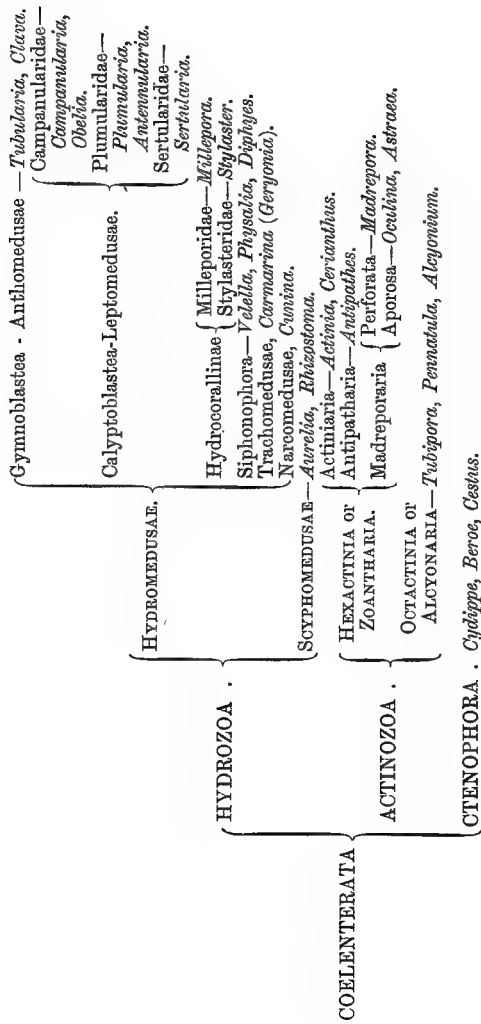 COELENTERATA
HYDROZOA .
HYDROMEDUSAE.
Gymnoblastea - Anthomedusae — Tubularia, Clava.
Calyptoblastea-Leptomedusae.
Campanularidae—
Campanularia,
Obelia.
Plumularidae—
Plumularia,
Antennularia.
Sertularidae—
Sertularia.
Hydrocorallinae
Milleporidae—Millepora.
Stylasteridae—Stylaster.
Siphonophora—Velella, Physalia, Diphyes.
Trachomedusae, Carmarina (Geryonia).
Narcomedusae, Cunina.
SCYPHOMEDUSAE—Aurelia, Rhizostoma.
ACTINOZOA .
HEXACTINIA or
ZOANTHARIA.
Actiniaria—Actinia, Cerianthus.
Antipatharia—Antipathes.
Madreporaria
Perforata—Madrepora.
Aporosa—Oculina, Astraea.
OCTACTINIA or
ALCYONARIA—Tubipora, Pennatula, Alcyonium.
CTENOPHORA . Cydippe, Beroe, Cestus.